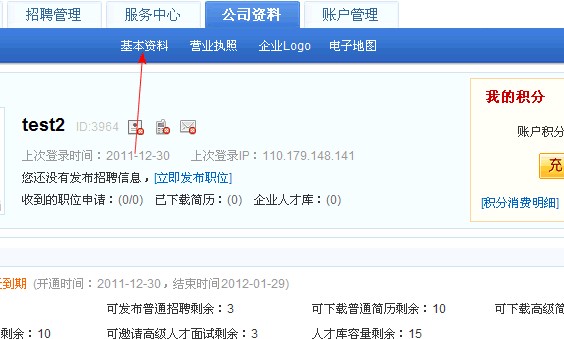 招聘管理 服务中心 公司资料 账户管理
基本资料 营业执照 企业Logo 电子地图
我的积分
test2 ID:3964
账户积分
上次登录时间：2011-12-30 上次登录IP：110.179.148.141
充
您还没有发布招聘信息，[立即发布职位]
收到的职位申请：(0/0) 已下载简历：(0) 企业人才库：(0)
[积分消费明细]
到期 (开通时间：2011-12-30，结束时间2012-01-29)
可发布普通招聘剩余：3 可下载普通简历剩余：10 可下载高级简
剩余：10 可邀请高级人才面试剩余：3 人才库容量剩余：15